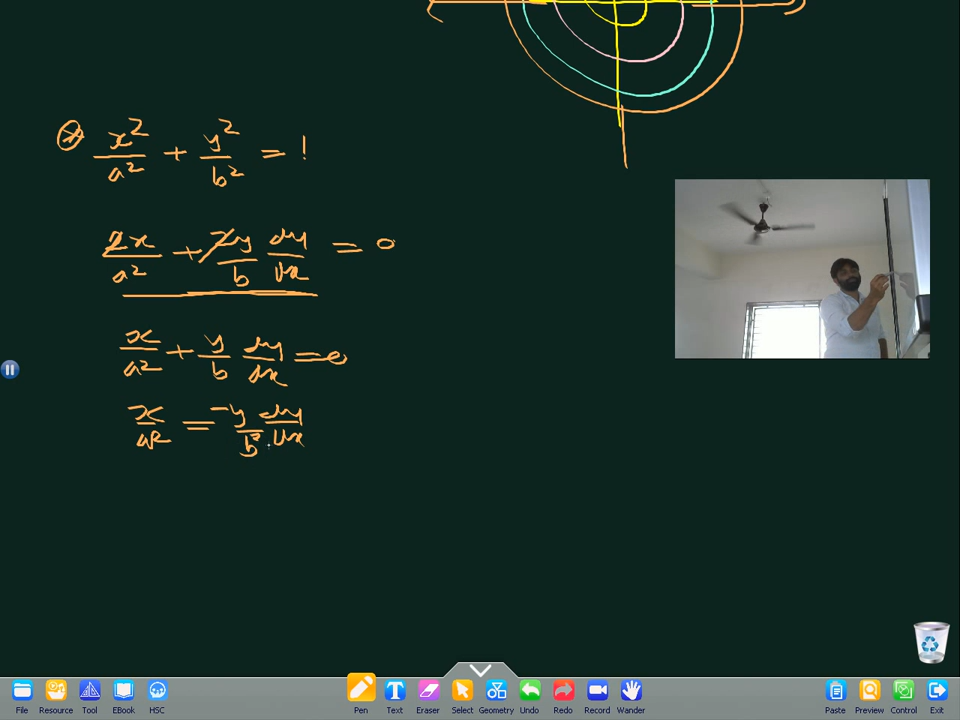 x²/a² + y²/b² = 1
2x/a² + 2y/b dy/dx = 0
x/a² + y/b dy/dx = 0
x/a² = -y/b² dy/dx
File Resource Tool EBook HSC Pen Text Eraser Select Geometry Undo Redo Record Wander Paste Preview Control Exit